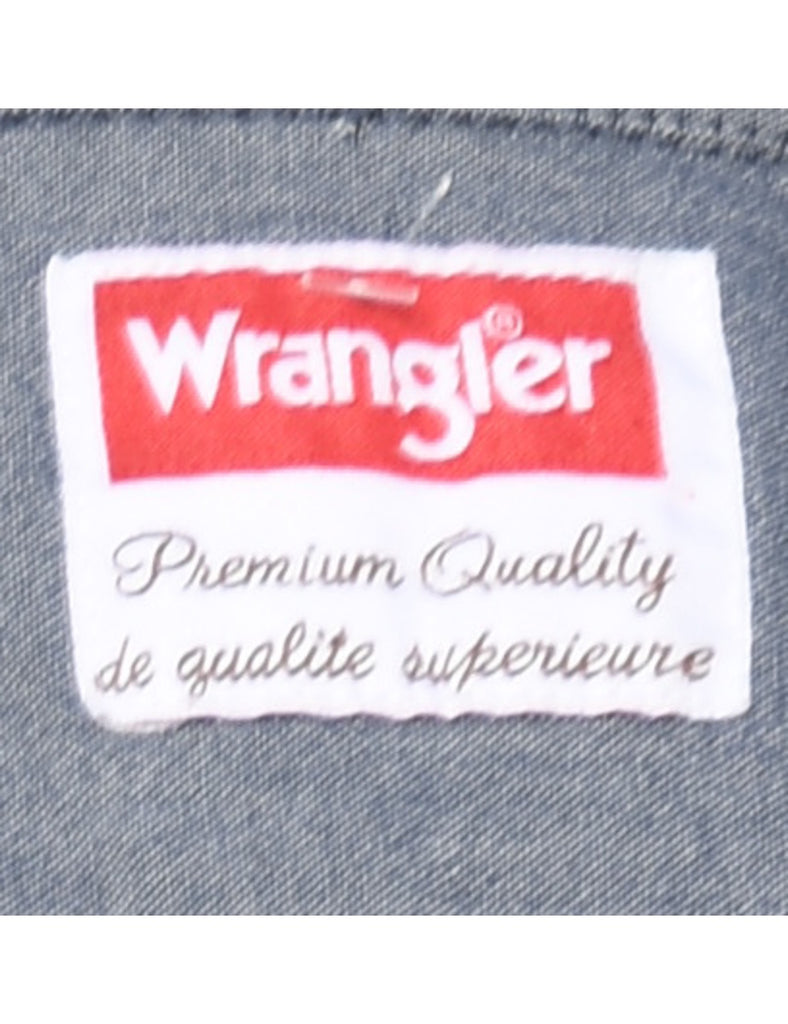 Wrangler®
Premium Quality
de qualite superieure